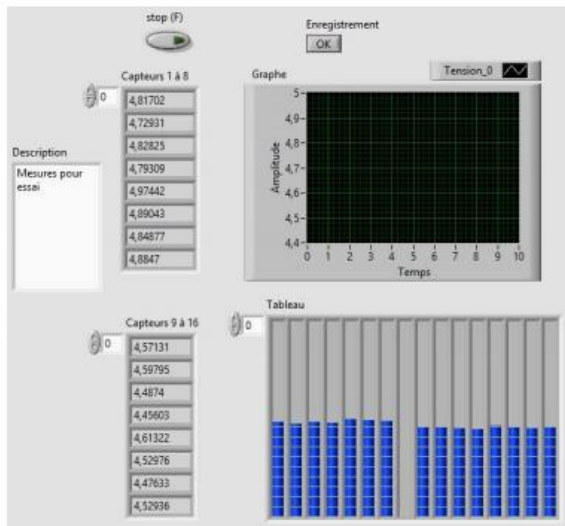 stop (F)
Enregistrement
OK
Capteurs 1 à 8
0
4,81702
4,72931
4,82825
4,79309
4,97442
4,89043
4,84877
4,8847
Description
Mesures pour
essai
Graphe
Tension_0
Amplitude
5
4,9
4,8
4,7
4,6
4,5
4,4
0 1 2 3 4 5 6 7 8 9 10
Temps
Capteurs 9 à 16
0
4,57131
4,59795
4,4874
4,45603
4,61322
4,52976
4,47633
4,52936
Tableau
0